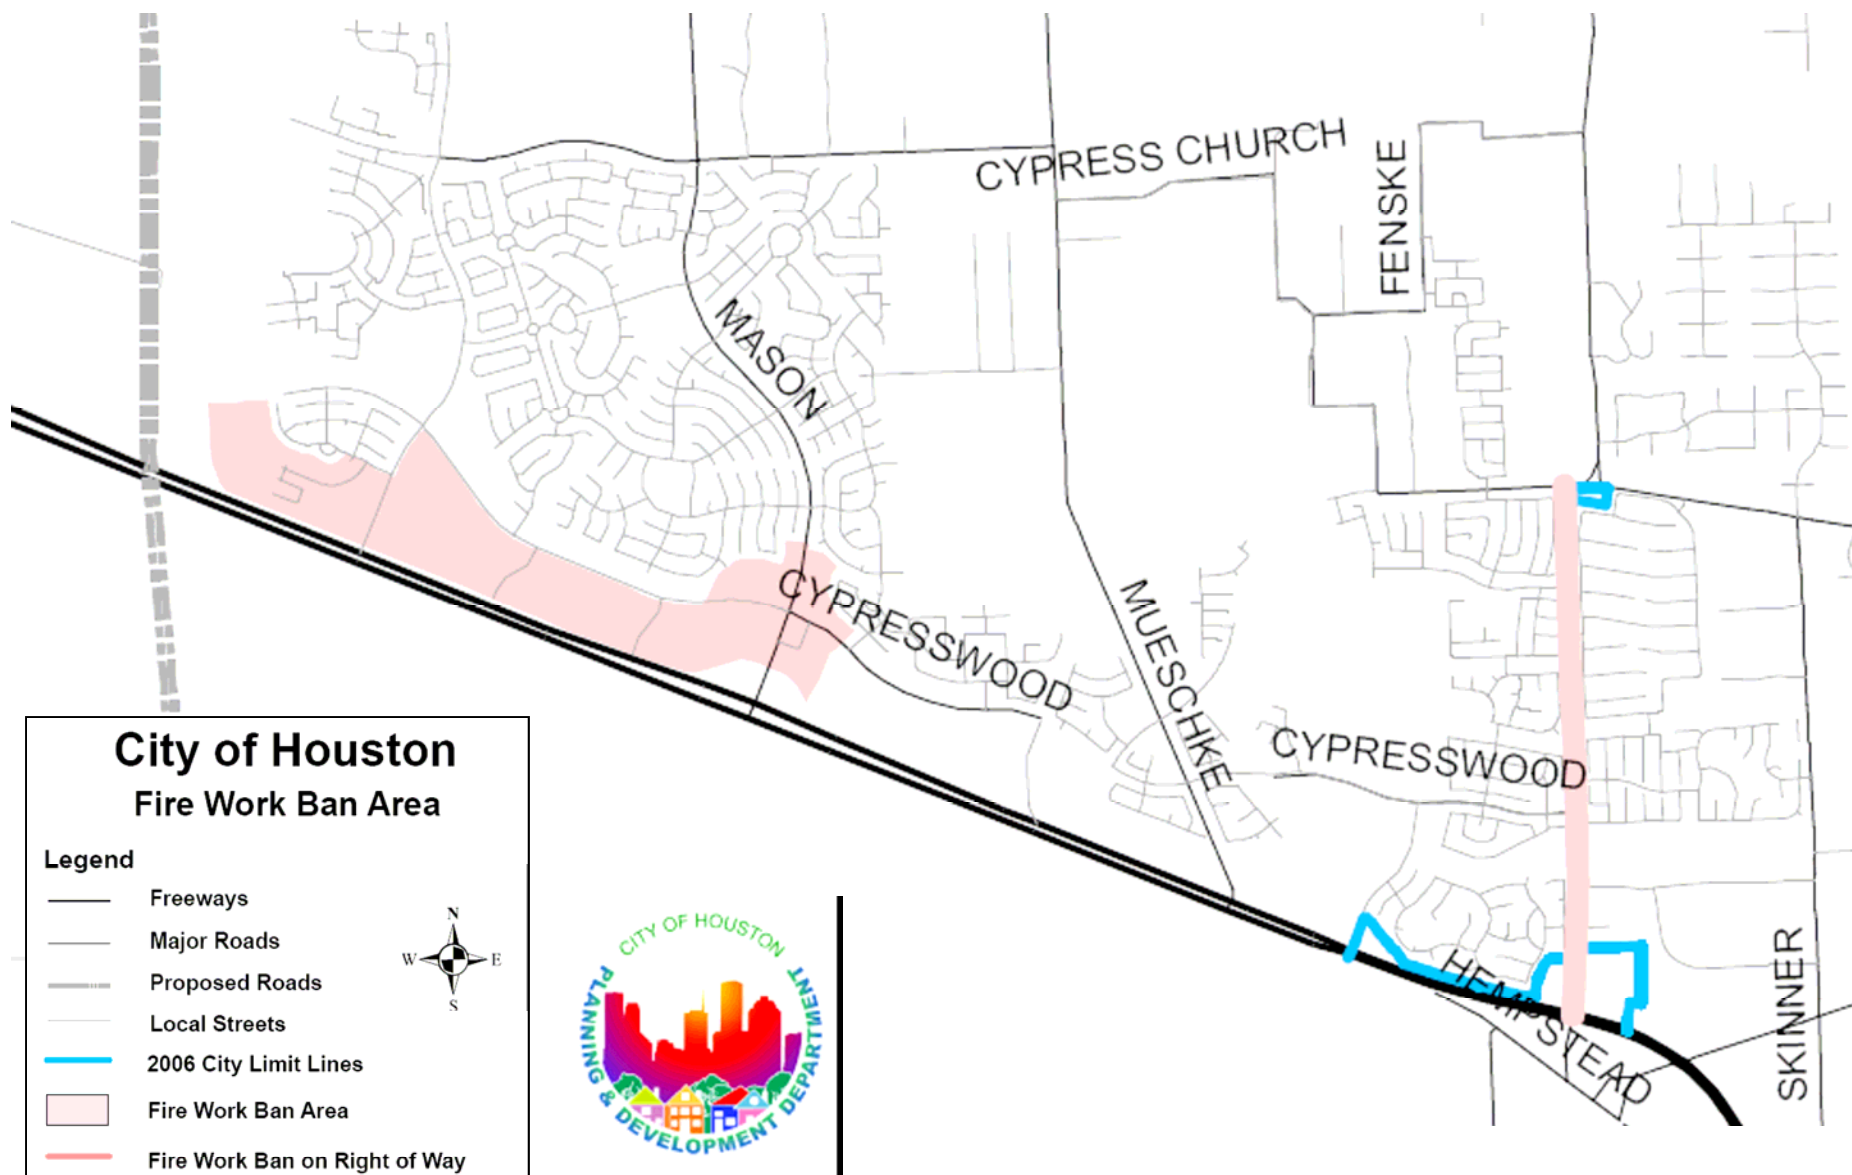 CYPRESS CHURCH
FENSKE
MASON
CYPRESSWOOD
MUESCHKE
CYPRESSWOOD
HEMPSTEAD
SKINNER
City of Houston
Fire Work Ban Area
Legend
Freeways
Major Roads
Proposed Roads
Local Streets
2006 City Limit Lines
Fire Work Ban Area
Fire Work Ban on Right of Way
N
W E
S
CITY OF HOUSTON
PLANNING & DEVELOPMENT DEPARTMENT